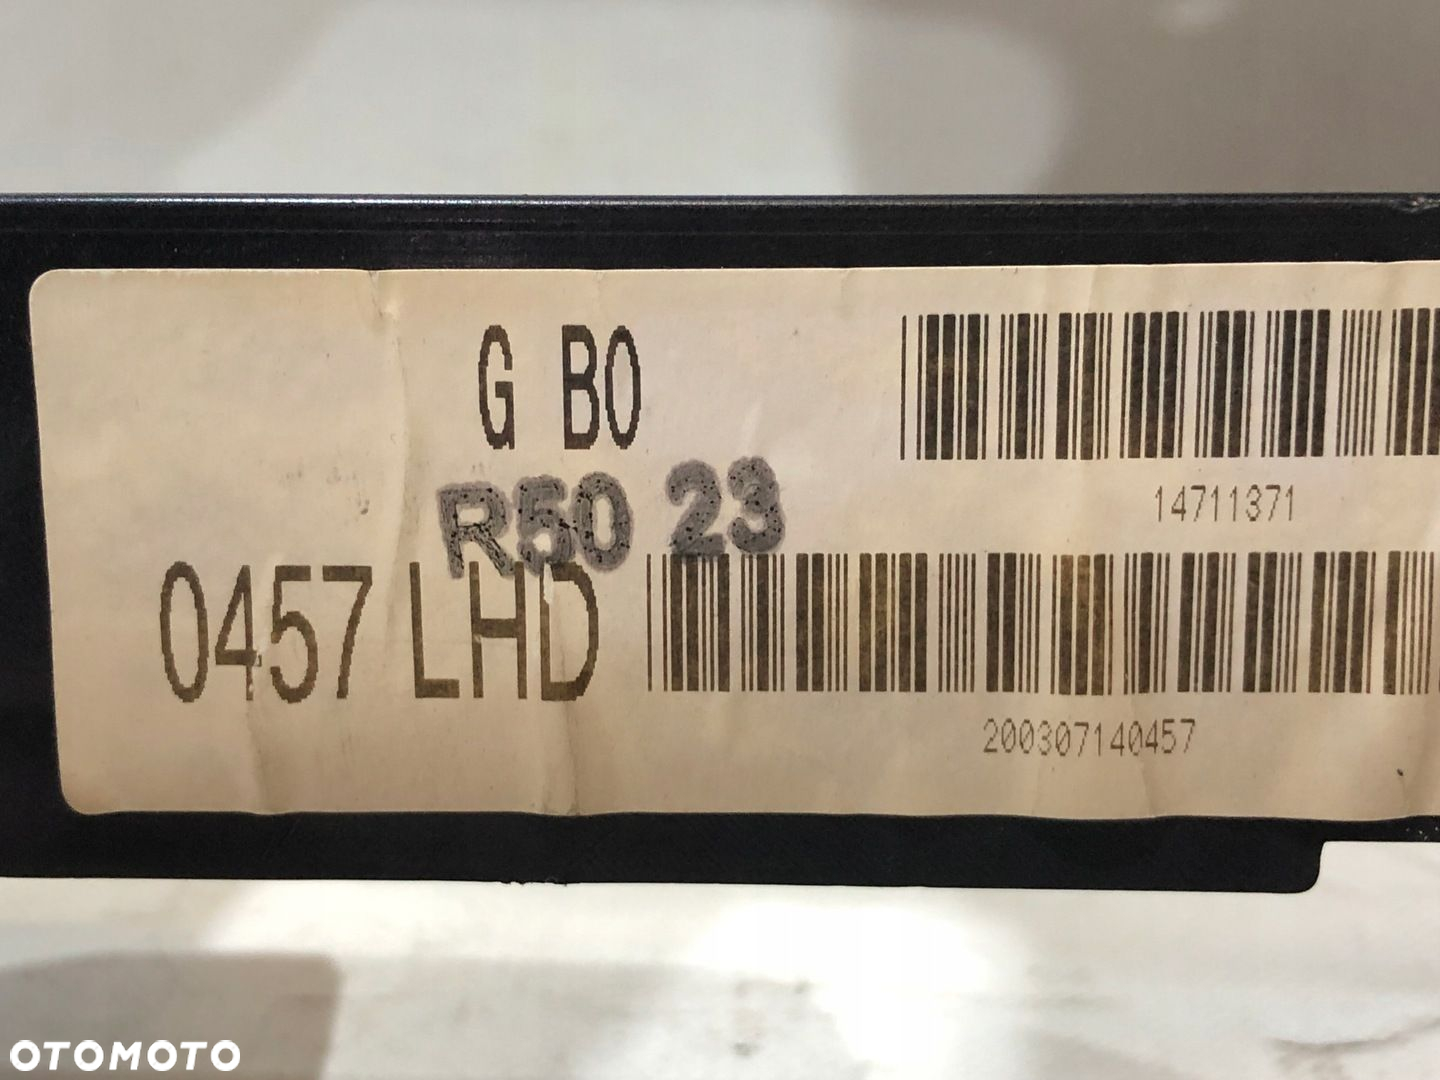 G B0
14711371
R50 23
0457 LHD
200307140457
OTOMOTO